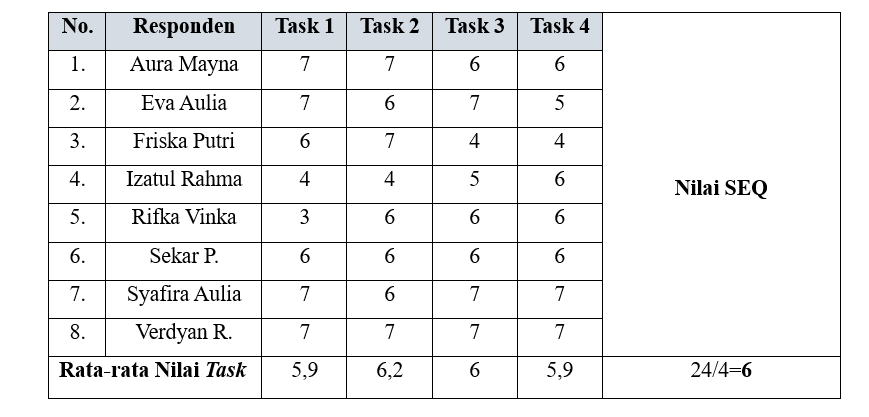 No. Responden Task 1 Task 2 Task 3 Task 4
1. Aura Mayna 7 7 6 6
2. Eva Aulia 7 6 7 5
3. Friska Putri 6 7 4 4
4. Izatul Rahma 4 4 5 6
Nilai SEQ
5. Rifka Vinka 3 6 6 6
6. Sekar P. 6 6 6 6
7. Syafira Aulia 7 6 7 7
8. Verdyan R. 7 7 7 7
Rata-rata Nilai Task 5,9 6,2 6 5,9 24/4=6